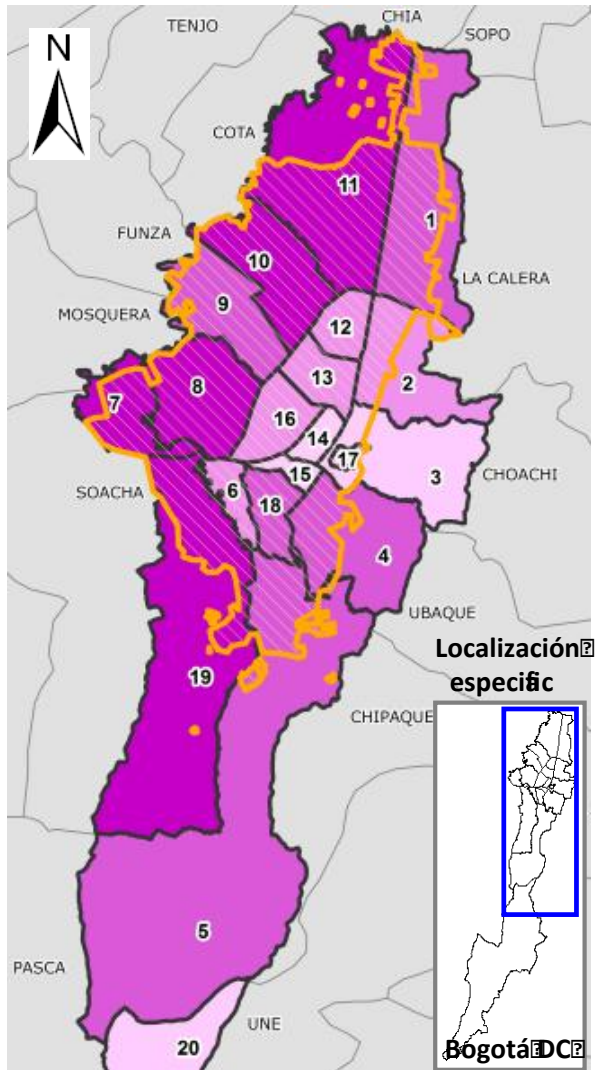 CHIA
TENJO
SOPO
N
COTA
11
1
FUNZA
10
LA CALERA
9
MOSQUERA
12
13
2
8
7
16
14
17
3
CHOACHI
15
SOACHA
6
18
4
UBAQUE
Localización
especific
19
CHIPAQUE
5
PASCA
UNE
20
Bogotá DC